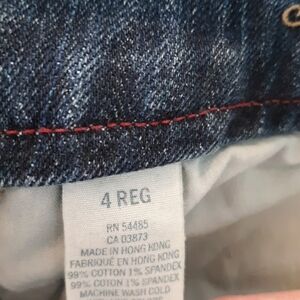 4 REG
RN 54485
CA 03873
MADE IN HONG KONG
FABRIQUÉ EN HONG KONG
99% COTTON 1% SPANDEX
99% COTON 1% SPANDEX
MACHINE WASH COLD